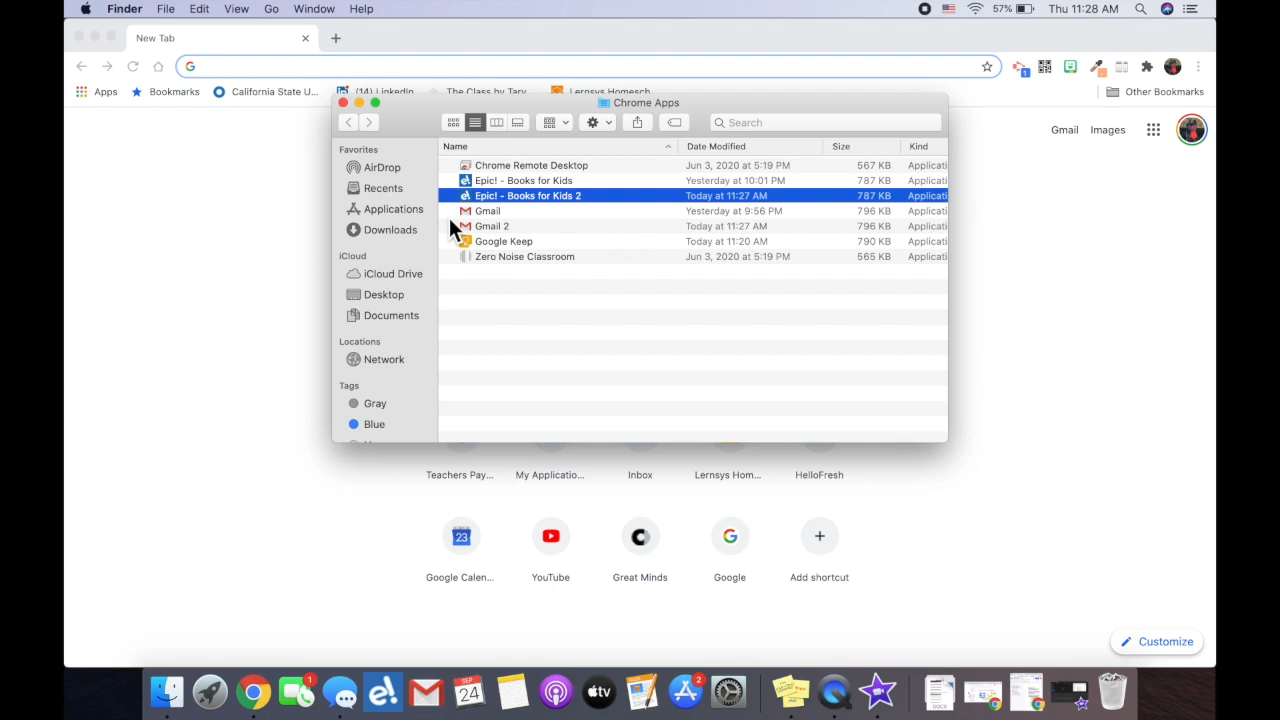 Finder File Edit View Go Window Help 57% Thu 11:28 AM
New Tab
Apps Bookmarks California State U... (14) LinkedIn The Class by Tary... Lernsys Homesch... Other Bookmarks
Chrome Apps
Search
Gmail Images
Favorites
AirDrop
Recents
Applications
Downloads
iCloud
iCloud Drive
Desktop
Documents
Locations
Network
Tags
Gray
Blue
Name Date Modified Size Kind
Chrome Remote Desktop Jun 3, 2020 at 5:19 PM 567 KB Applicati
Epic! - Books for Kids Yesterday at 10:01 PM 787 KB Applicati
Epic! - Books for Kids 2 Today at 11:27 AM 787 KB Applicati
Gmail Yesterday at 9:56 PM 796 KB Applicati
Gmail 2 Today at 11:27 AM 796 KB Applicati
Google Keep Today at 11:20 AM 790 KB Applicati
Zero Noise Classroom Jun 3, 2020 at 5:19 PM 565 KB Applicati
Teachers Pay... My Applicatio... Inbox Lernsys Hom... HelloFresh
23
Google Calen... YouTube Great Minds Google Add shortcut
Customize
1
e!
SEP
24
tv
2
DOCX